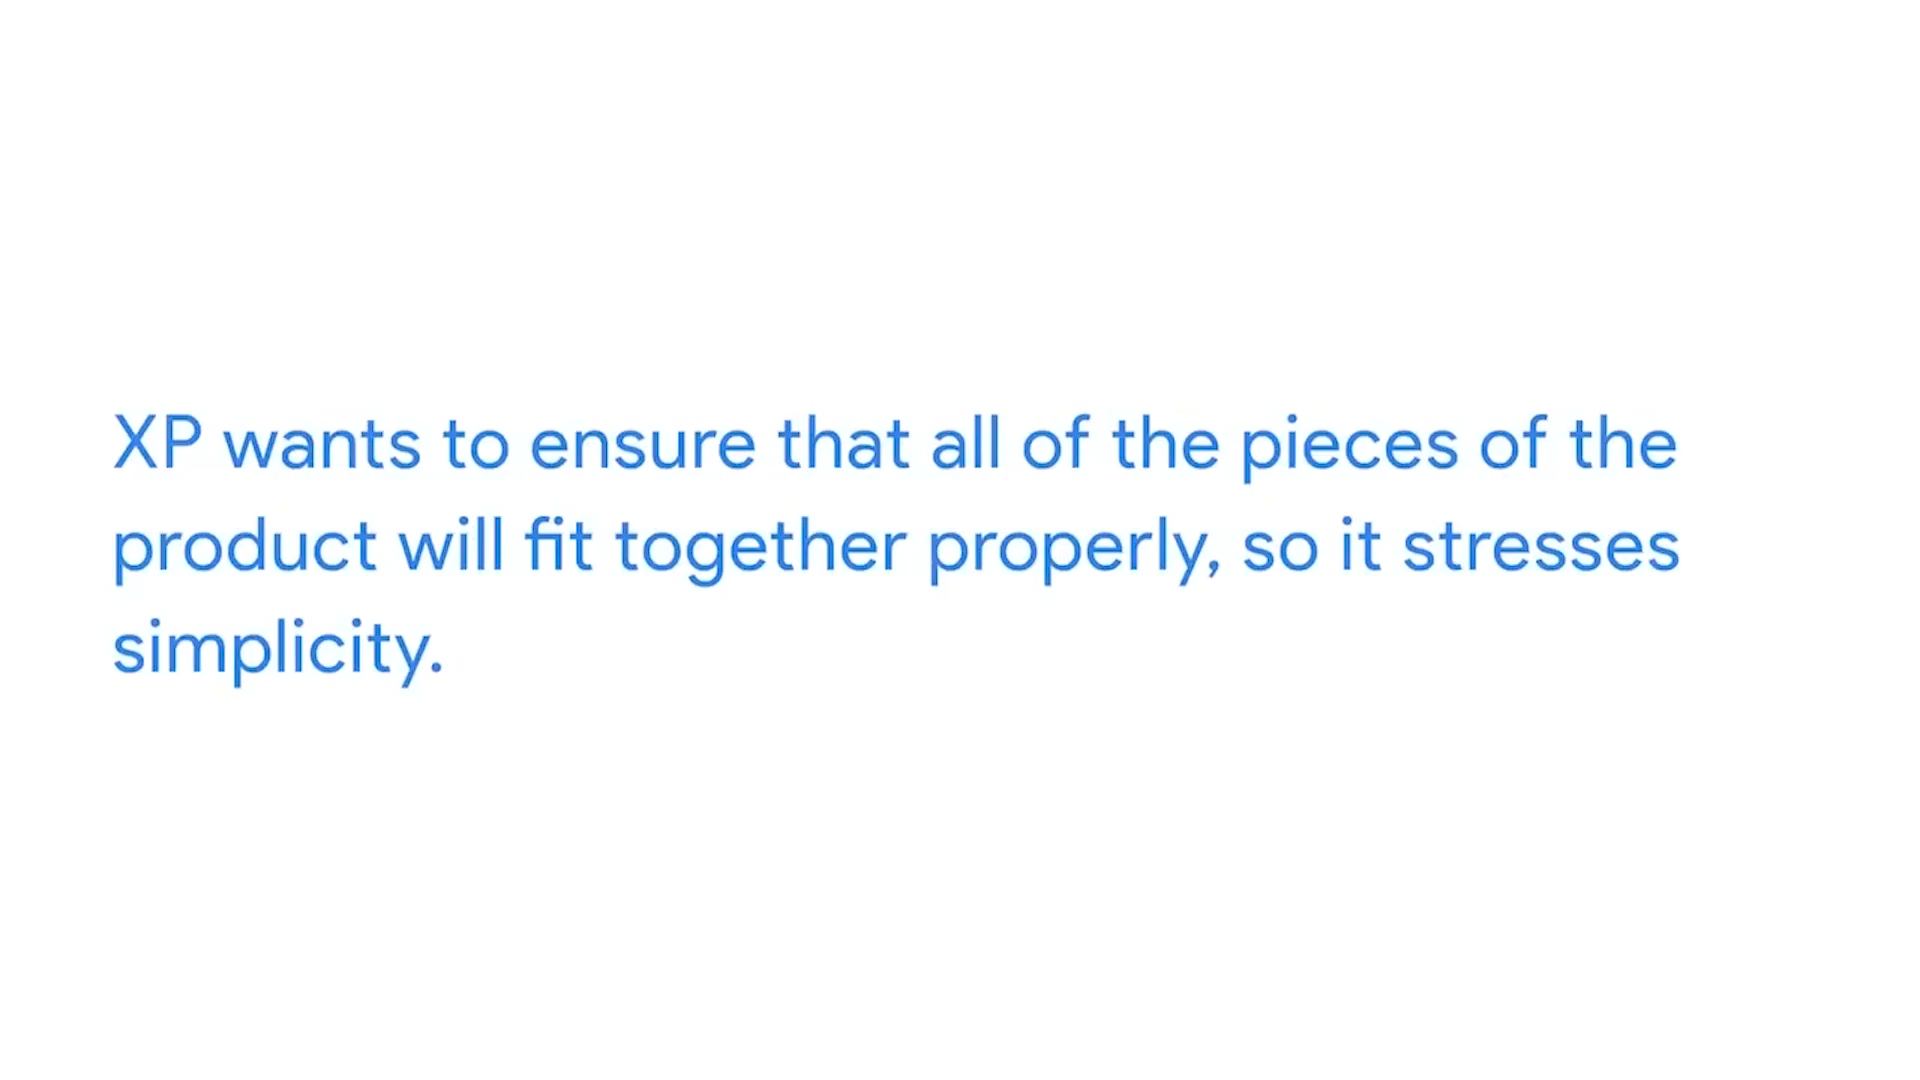 XP wants to ensure that all of the pieces of the
product will fit together properly, so it stresses
simplicity.